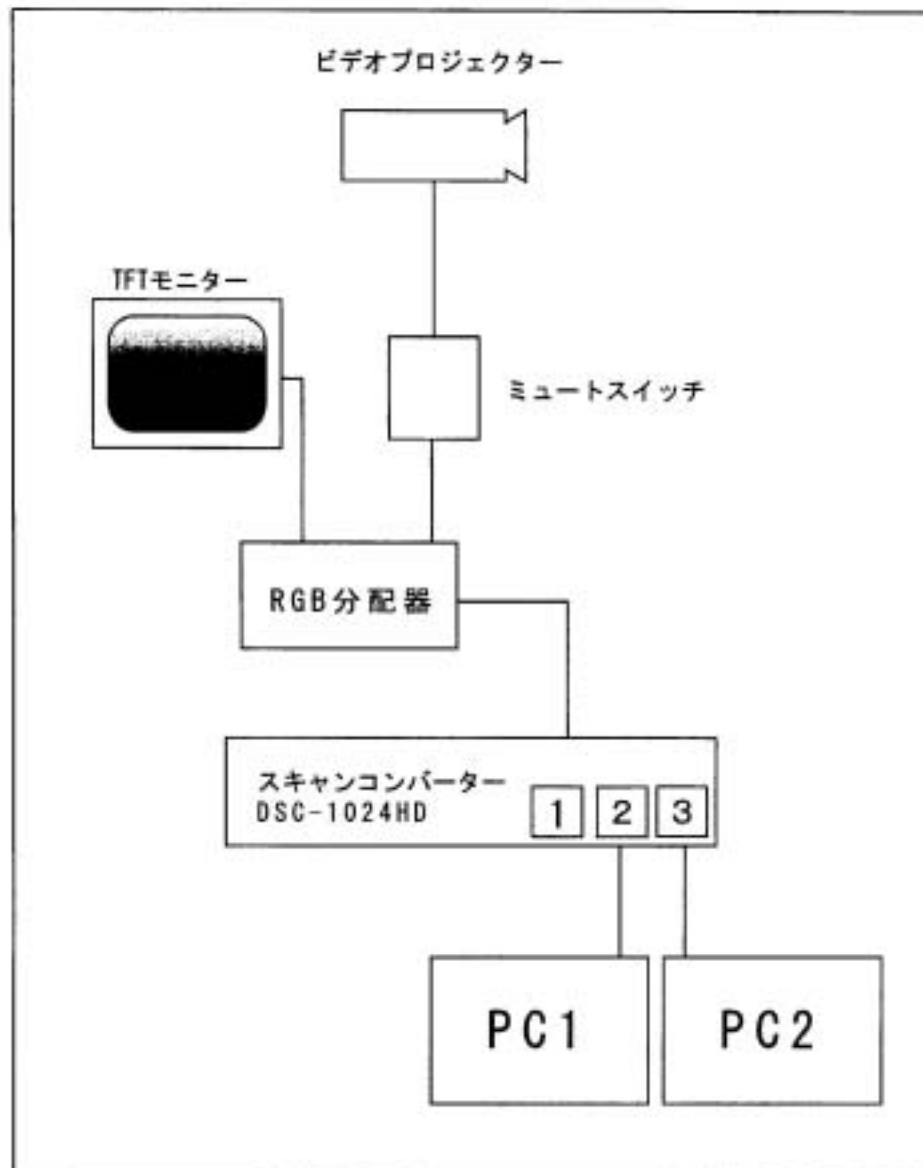 ビデオプロジェクター
TFTモニター
ミュートスイッチ
RGB分配器
スキャンコンバーター
DSC-1024HD
1
2
3
PC1
PC2